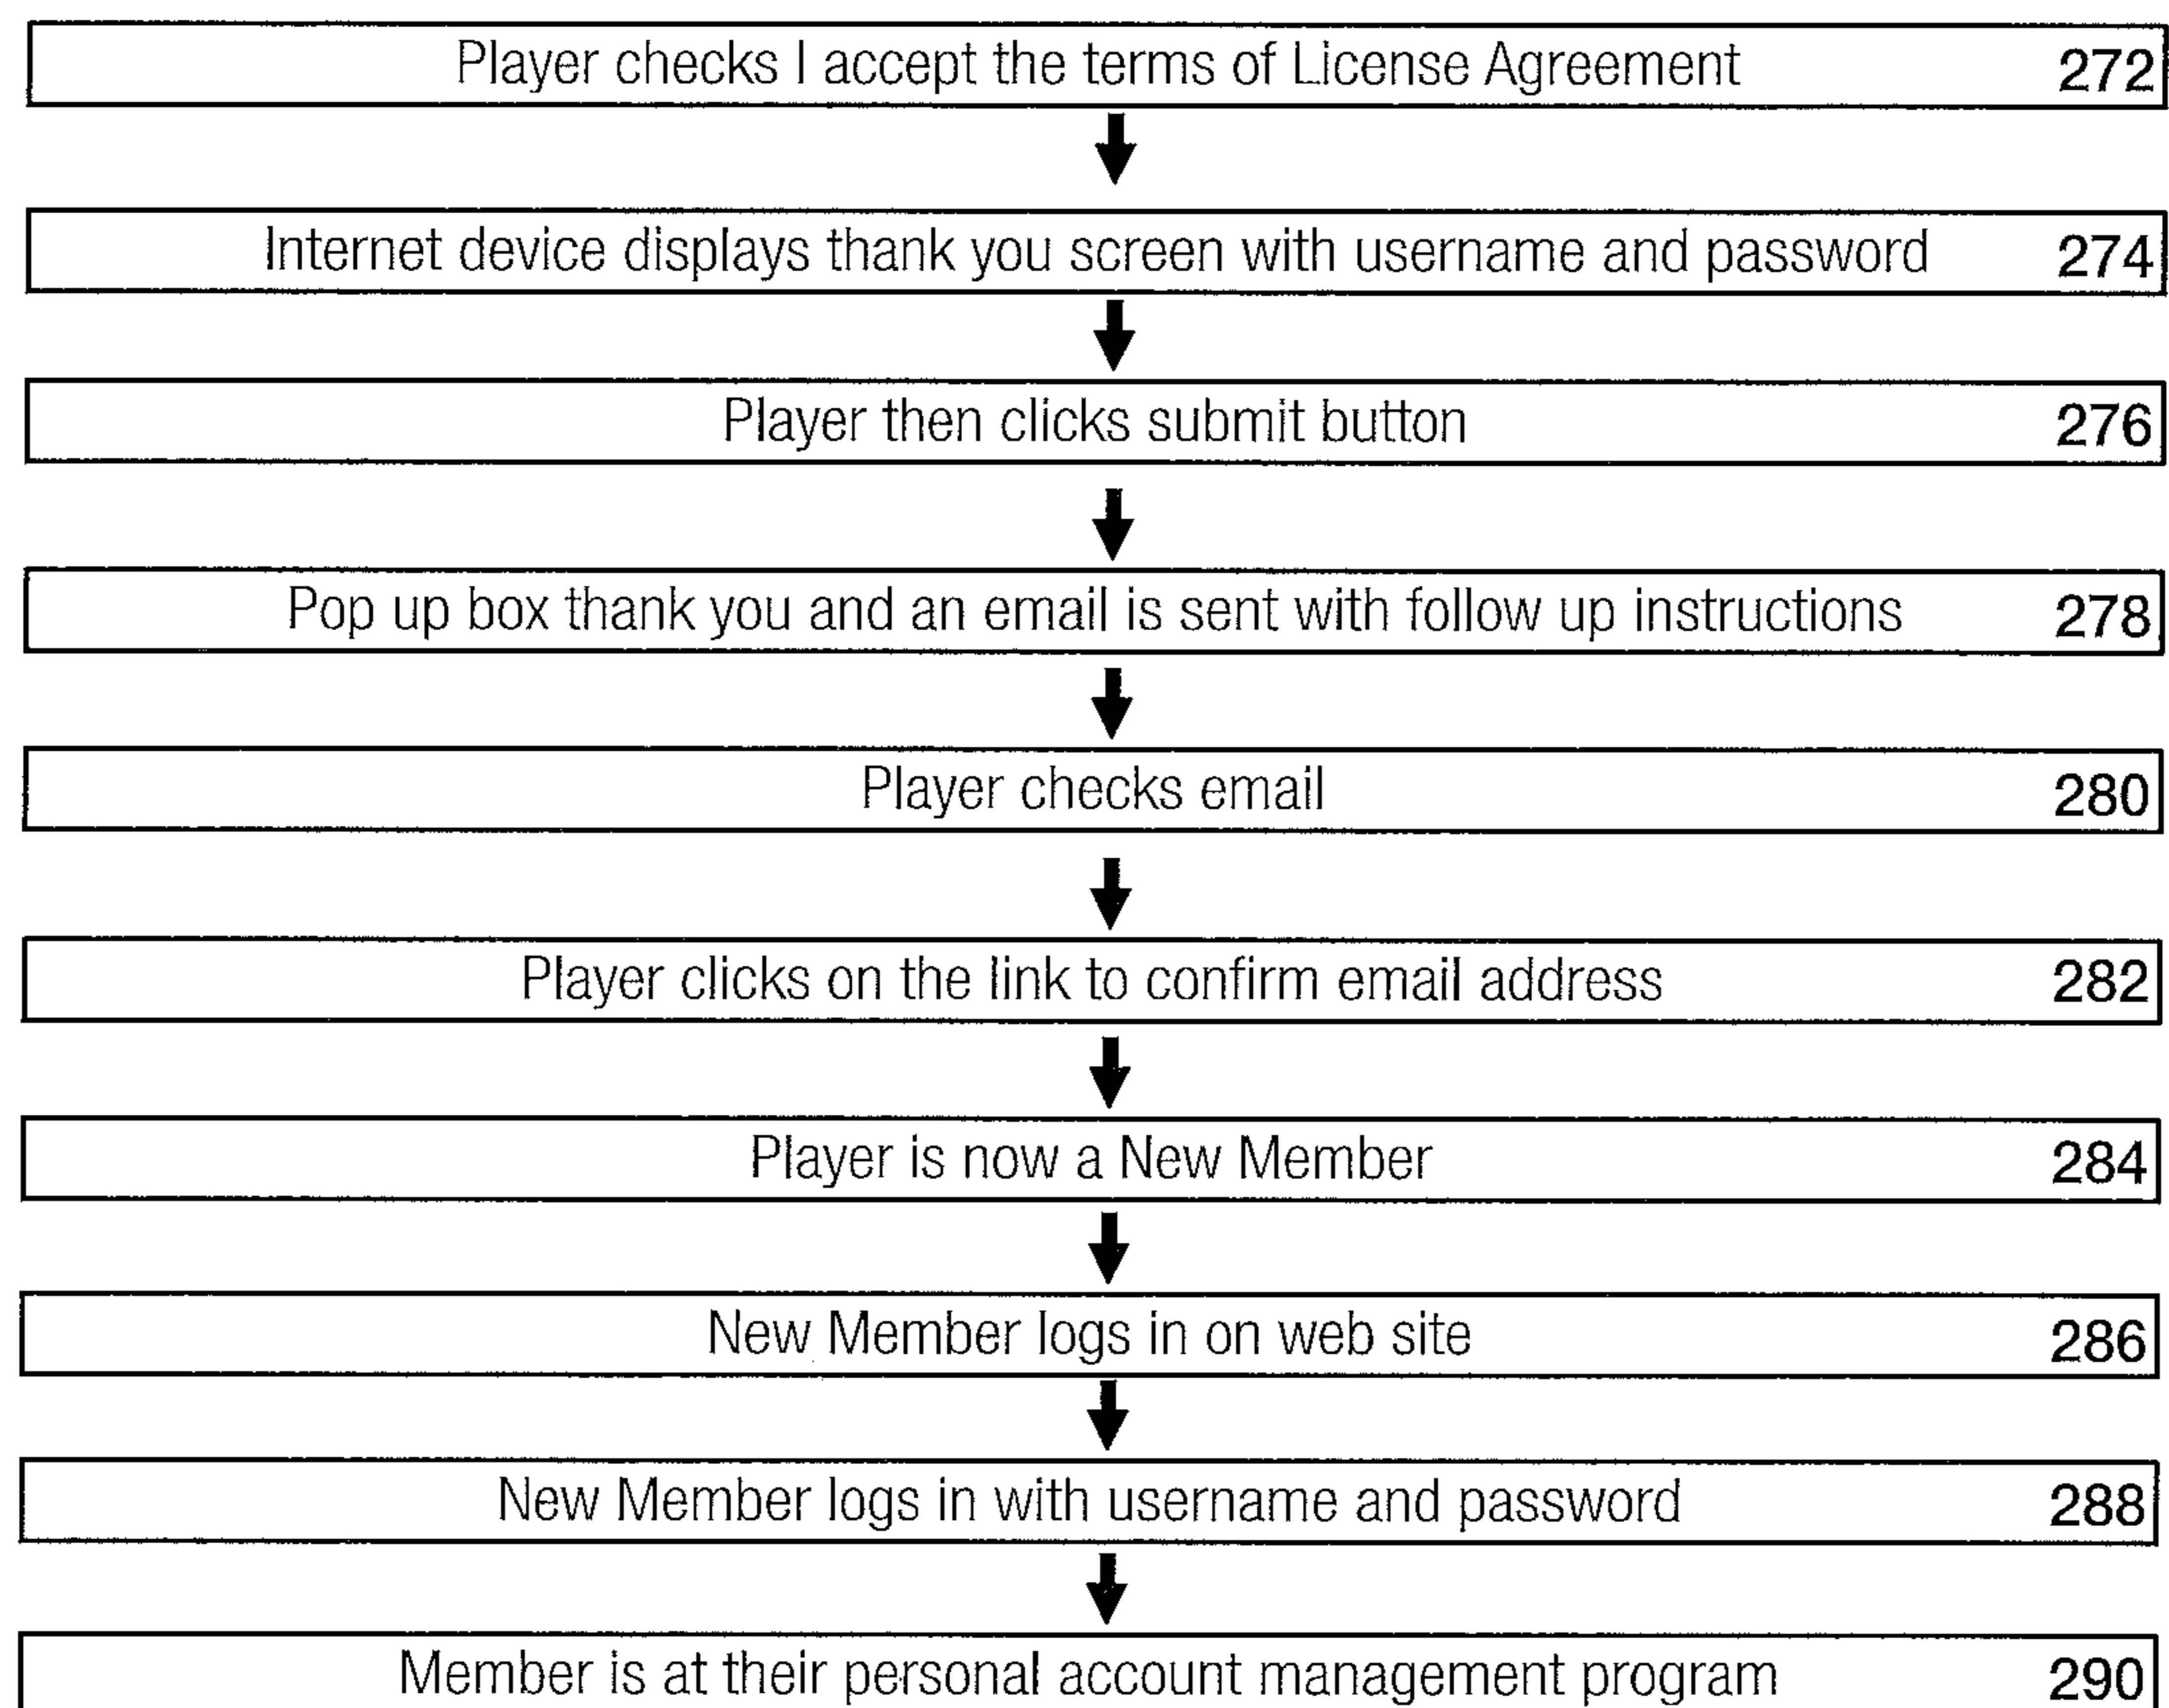 Player checks I accept the terms of License Agreement 272
Internet device displays thank you screen with username and password 274
Player then clicks submit button 276
Pop up box thank you and an email is sent with follow up instructions 278
Player checks email 280
Player clicks on the link to confirm email address 282
Player is now a New Member 284
New Member logs in on web site 286
New Member logs in with username and password 288
Member is at their personal account management program 290